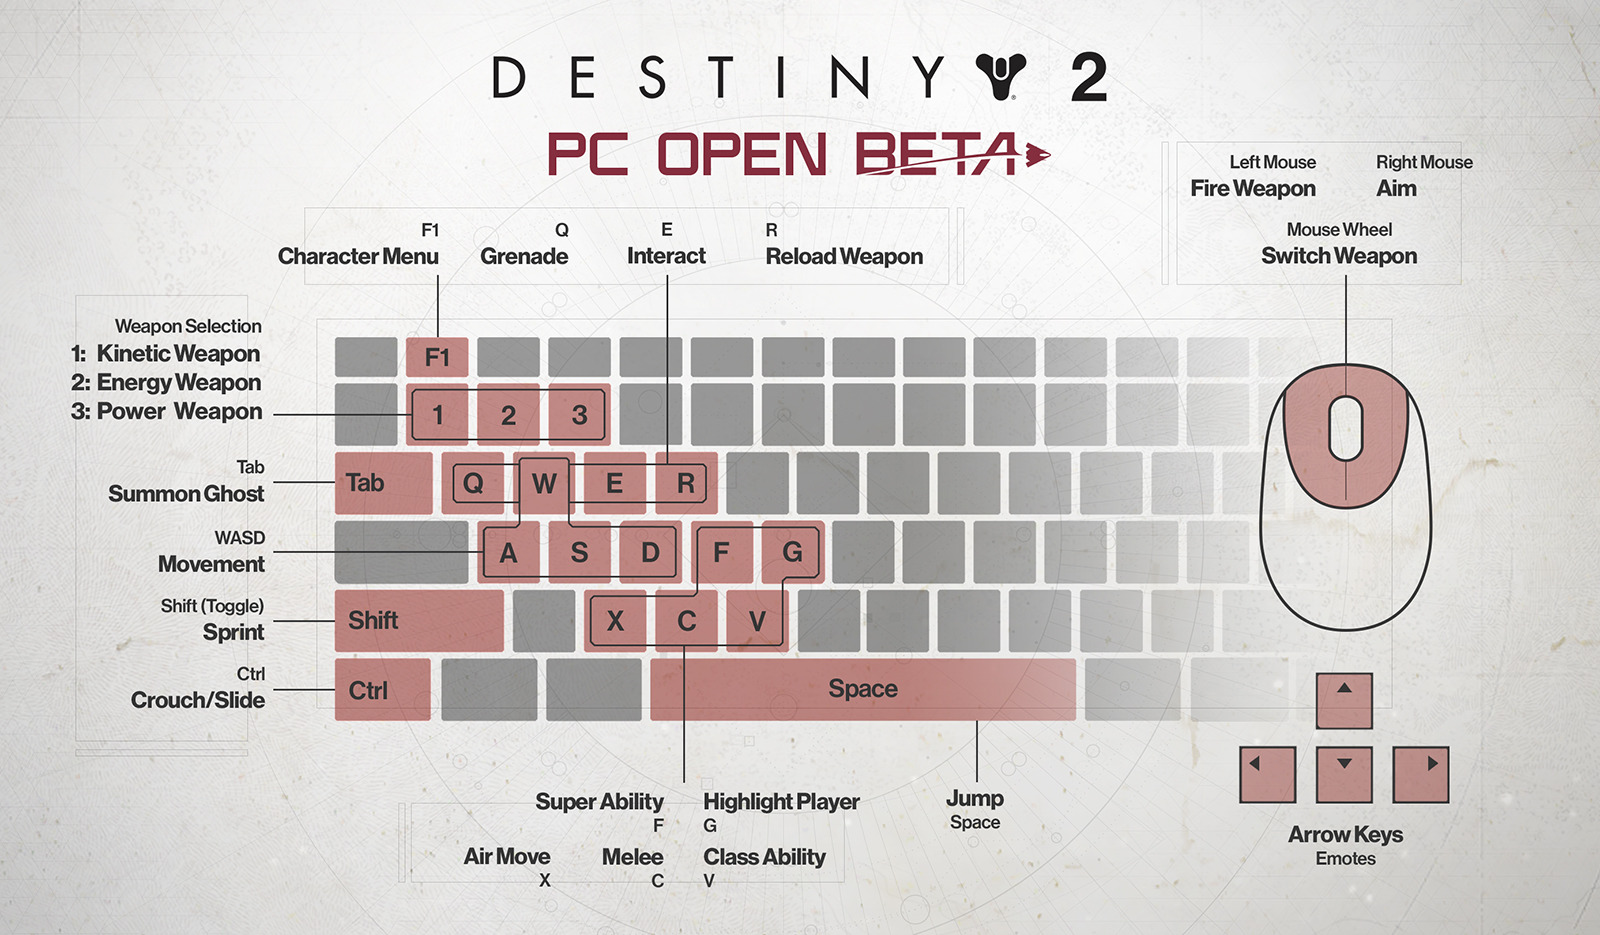 DESTINY 2
PC OPEN BETA
Left Mouse
Fire Weapon
Right Mouse
Aim
Mouse Wheel
Switch Weapon
F1
Character Menu
Q
Grenade
E
Interact
R
Reload Weapon
Weapon Selection
1: Kinetic Weapon
2: Energy Weapon
3: Power Weapon
Tab
Summon Ghost
WASD
Movement
Shift (Toggle)
Sprint
Ctrl
Crouch/Slide
F1
1 2 3
Tab Q W E R
A S D F G
Shift X C V
Ctrl Space
Super Ability
F
Highlight Player
G
Air Move
X
Melee
C
Class Ability
V
Jump
Space
Arrow Keys
Emotes